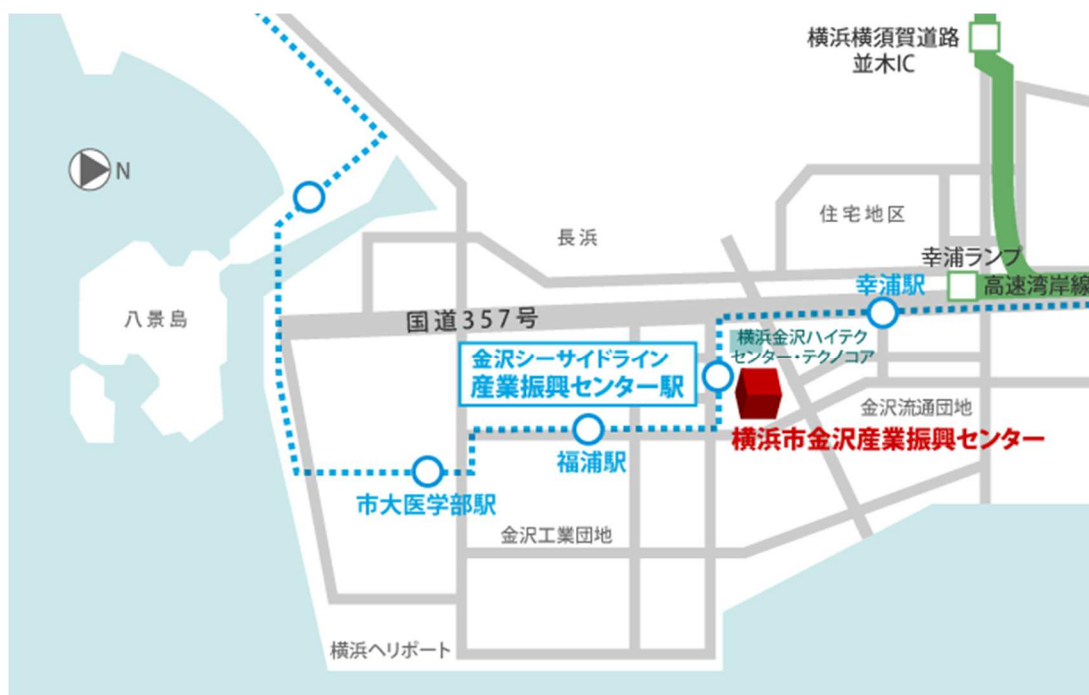 横浜横須賀道路
並木IC
N
住宅地区
長浜
幸浦ランプ
高速湾岸線
幸浦駅
八景島
国道357号
横浜金沢ハイテク
センター・テクノコア
金沢シーサイドライン
産業振興センター駅
金沢流通団地
横浜市金沢産業振興センター
福浦駅
市大医学部駅
金沢工業団地
横浜ヘリポート